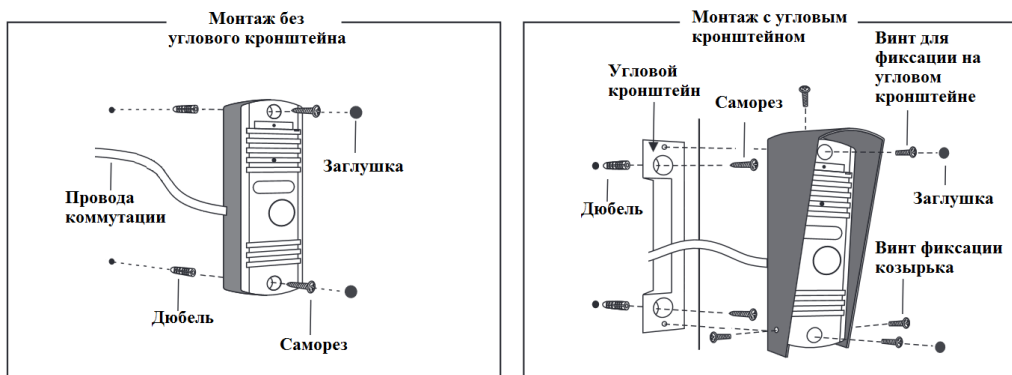 Монтаж без
углового кронштейна
Заглушка
Провода
коммутации
Дюбель
Саморез
Монтаж с угловым
кронштейном
Винт для
фиксации на
угловом
кронштейне
Угловой
кронштейн
Саморез
Дюбель
Заглушка
Винт фиксации
козырька